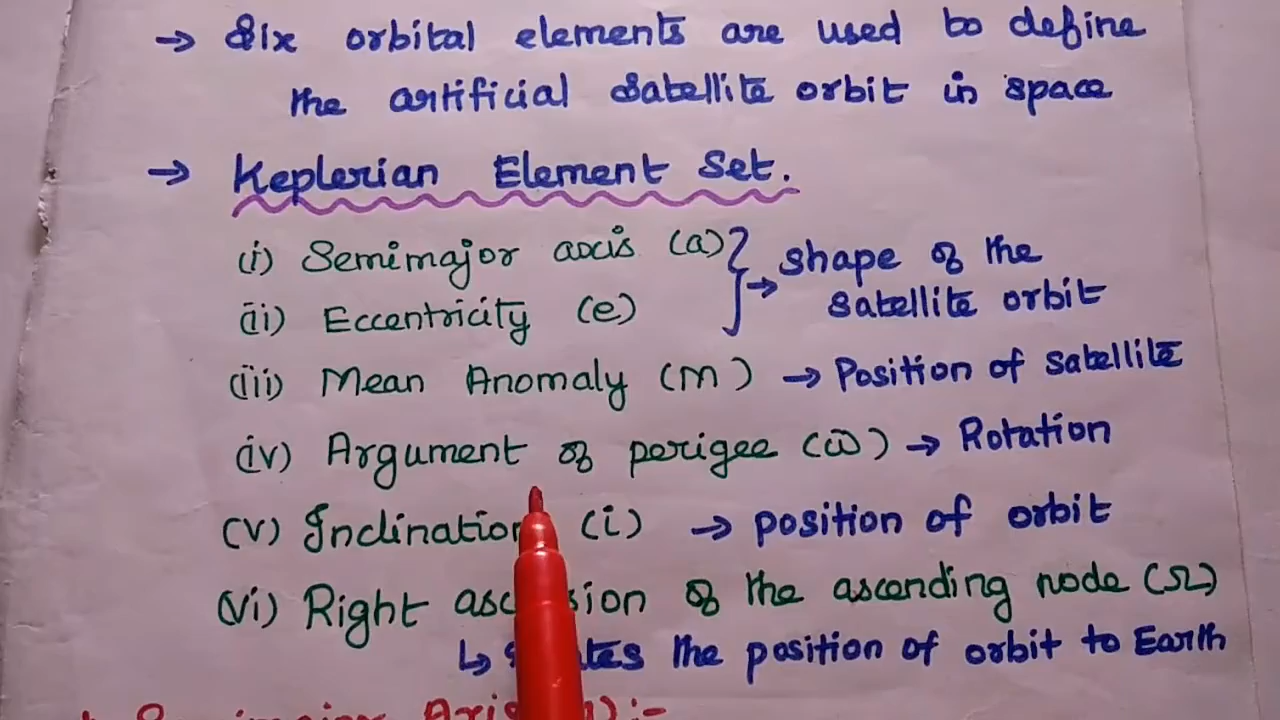 → Six orbital elements are used to define
the artificial satellite orbit in space
→ Keplerian Element Set.
(i) Semimajor axis (a) } → shape of the
satellite orbit
(ii) Eccentricity (e)
(iii) Mean Anomaly (m) → Position of satellite
(iv) Argument of perigee (ω) → Rotation
(v) Inclination (i) → position of orbit
(vi) Right of the ascending node (Ω)
↳ the position of orbit to Earth